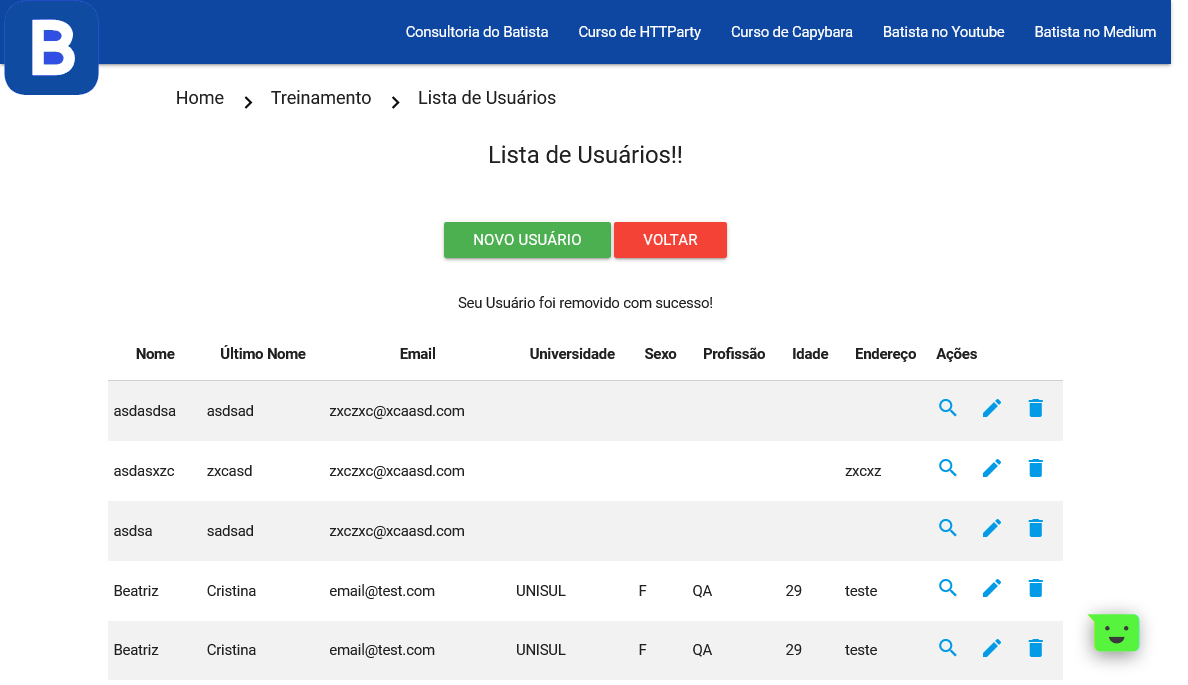 B
Consultoria do Batista Curso de HTTParty Curso de Capybara Batista no Youtube Batista no Medium
Home Treinamento Lista de Usuários
Lista de Usuários!!
NOVO USUÁRIO VOLTAR
Seu Usuário foi removido com sucesso!
Nome Último Nome Email Universidade Sexo Profissão Idade Endereço Ações
asdasdsa asdsad zxczxc@xcaasd.com
asdasxzc zxcasd zxczxc@xcaasd.com zxcxz
asdsa sadsad zxczxc@xcaasd.com
Beatriz Cristina email@test.com UNISUL F QA 29 teste
Beatriz Cristina email@test.com UNISUL F QA 29 teste